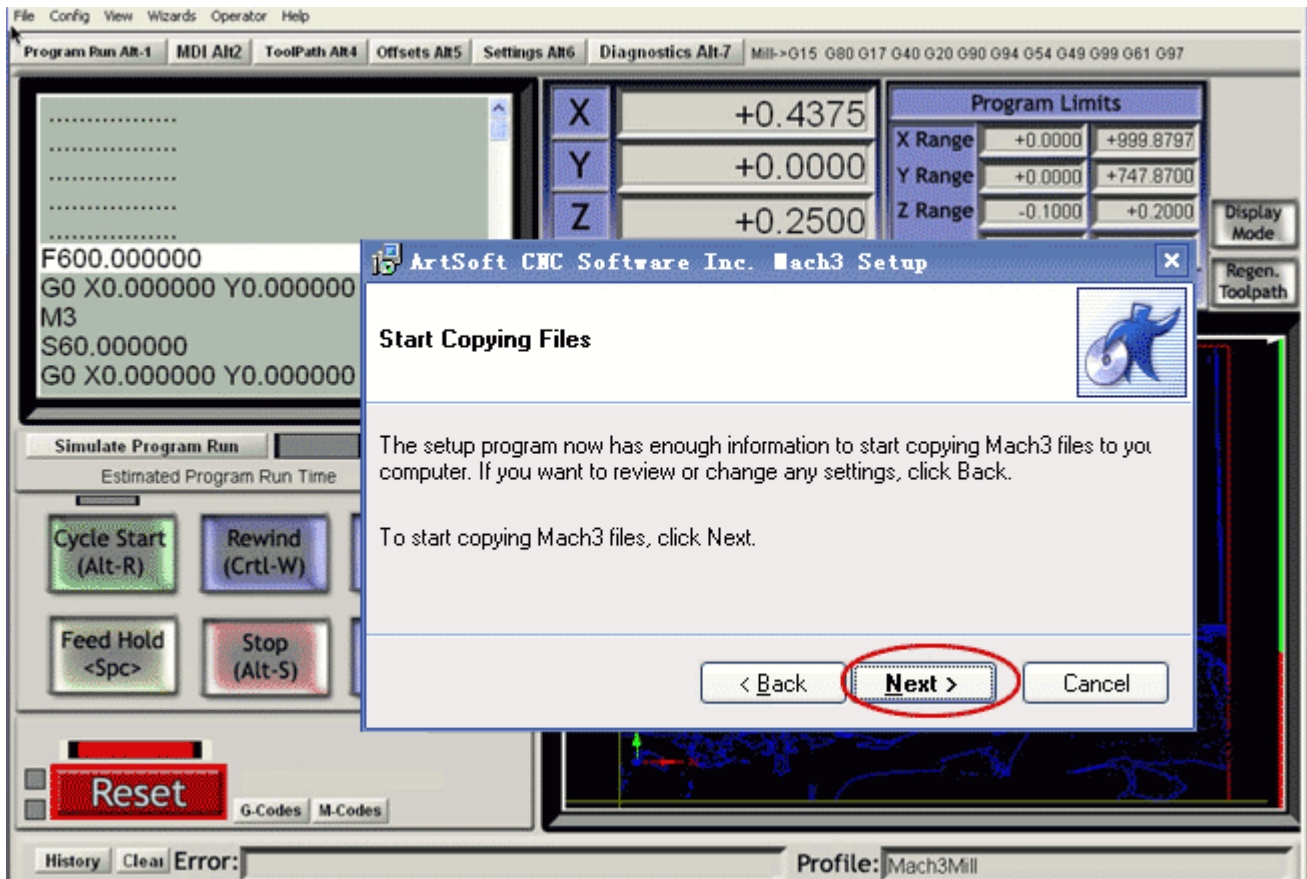 File Config View Wizards Operator Help
Program Run Alt-1 MDI Alt2 ToolPath Alt4 Offsets Alt5 Settings Alt6 Diagnostics Alt-7 Mill->G15 G80 G17 G40 G20 G90 G94 G54 G49 G99 G61 G97
................
................
................
................
................
F600.000000
G0 X0.000000 Y0.000000
M3
S60.000000
G0 X0.000000 Y0.000000
X +0.4375
Y +0.0000
Z +0.2500
Program Limits
X Range +0.0000 +999.8797
Y Range +0.0000 +747.8700
Z Range -0.1000 +0.2000
Display
Mode
Regen.
Toolpath
ArtSoft CNC Software Inc. Mach3 Setup
Start Copying Files
The setup program now has enough information to start copying Mach3 files to you
computer. If you want to review or change any settings, click Back.
To start copying Mach3 files, click Next.
< Back Next > Cancel
Simulate Program Run
Estimated Program Run Time
Cycle Start
(Alt-R)
Rewind
(Crtl-W)
Feed Hold
<Spc>
Stop
(Alt-S)
Reset
G-Codes M-Codes
History Clear Error:
Profile: Mach3Mill